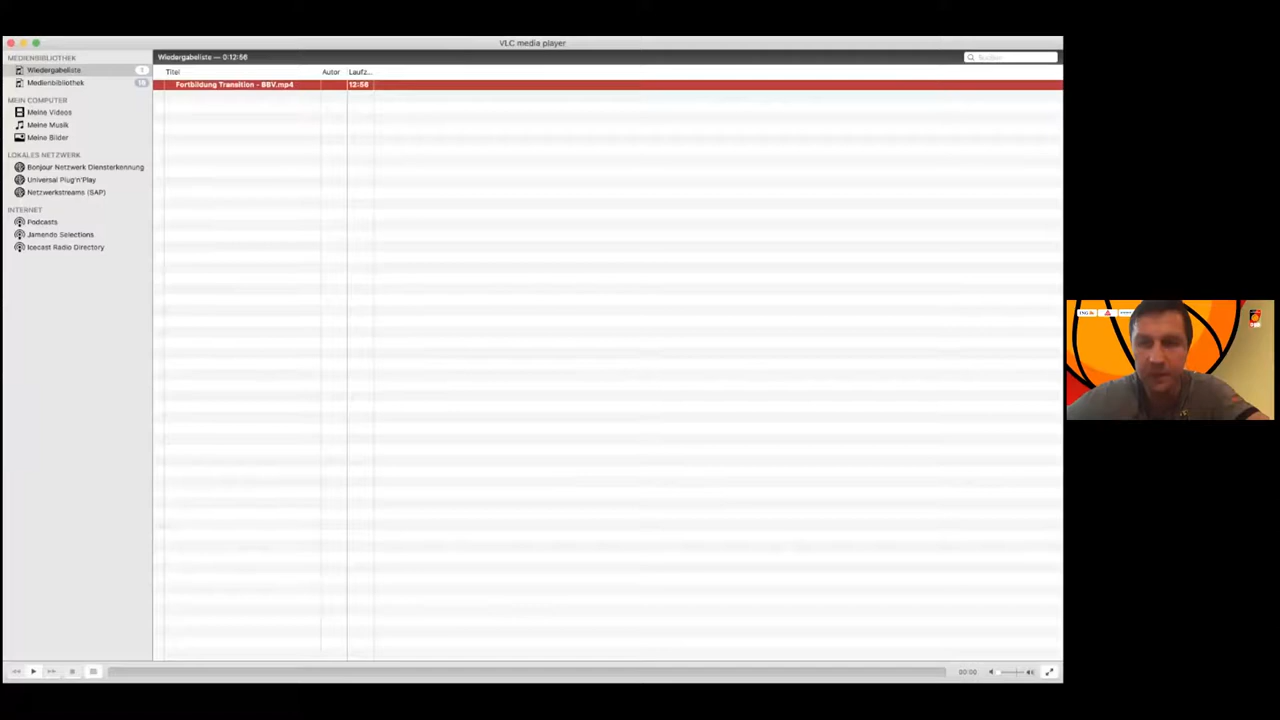 VLC media player
MEDIENBIBLIOTHEK
Wiedergabeliste 1
Medienbibliothek
MEIN COMPUTER
Meine Videos
Meine Musik
Meine Bilder
LOKALES NETZWERK
Bonjour Netzwerk Diensterkennung
Universal Plug'n'Play
Netzwerkstreams (SAP)
INTERNET
Podcasts
Jamendo Selections
Icecast Radio Directory
Wiedergabeliste — 0:12:56
Suchen
Titel Autor Laufz...
Fortbildung Transition - BBV.mp4 12:56
00:00